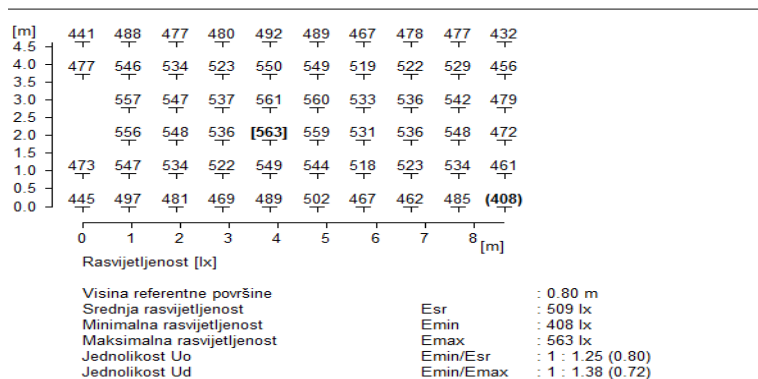 [m] 441 488 477 480 492 489 467 478 477 432
4.5
4.0 477 546 534 523 550 549 519 522 529 456
3.5
3.0 557 547 537 561 560 533 536 542 479
2.5
2.0 556 548 536 [563] 559 531 536 548 472
1.5
1.0 473 547 534 522 549 544 518 523 534 461
0.5
0.0 445 497 481 469 489 502 467 462 485 (408)
0 1 2 3 4 5 6 7 8 [m]
Rasvijetljenost [lx]
Visina referentne površine : 0.80 m
Srednja rasvijetljenost Esr : 509 lx
Minimalna rasvijetljenost Emin : 408 lx
Maksimalna rasvijetljenost Emax : 563 lx
Jednolikost Uo Emin/Esr : 1 : 1.25 (0.80)
Jednolikost Ud Emin/Emax : 1 : 1.38 (0.72)